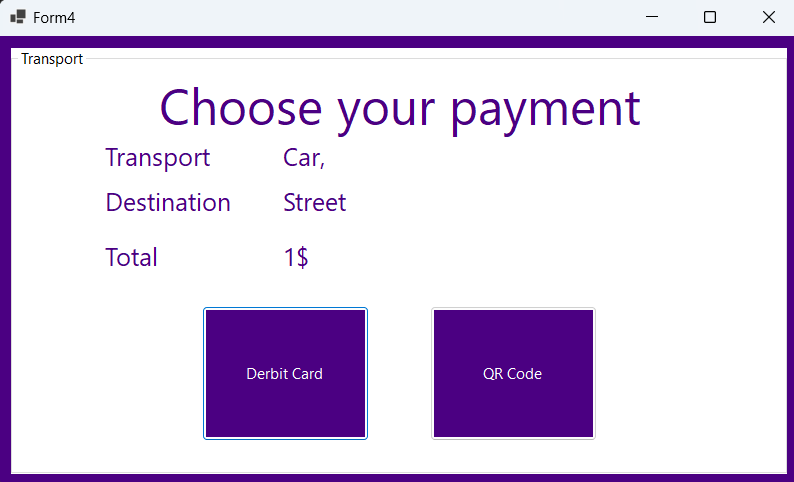 Form4
Transport
Choose your payment
Transport Car,
Destination Street
Total 1$
Derbit Card QR Code